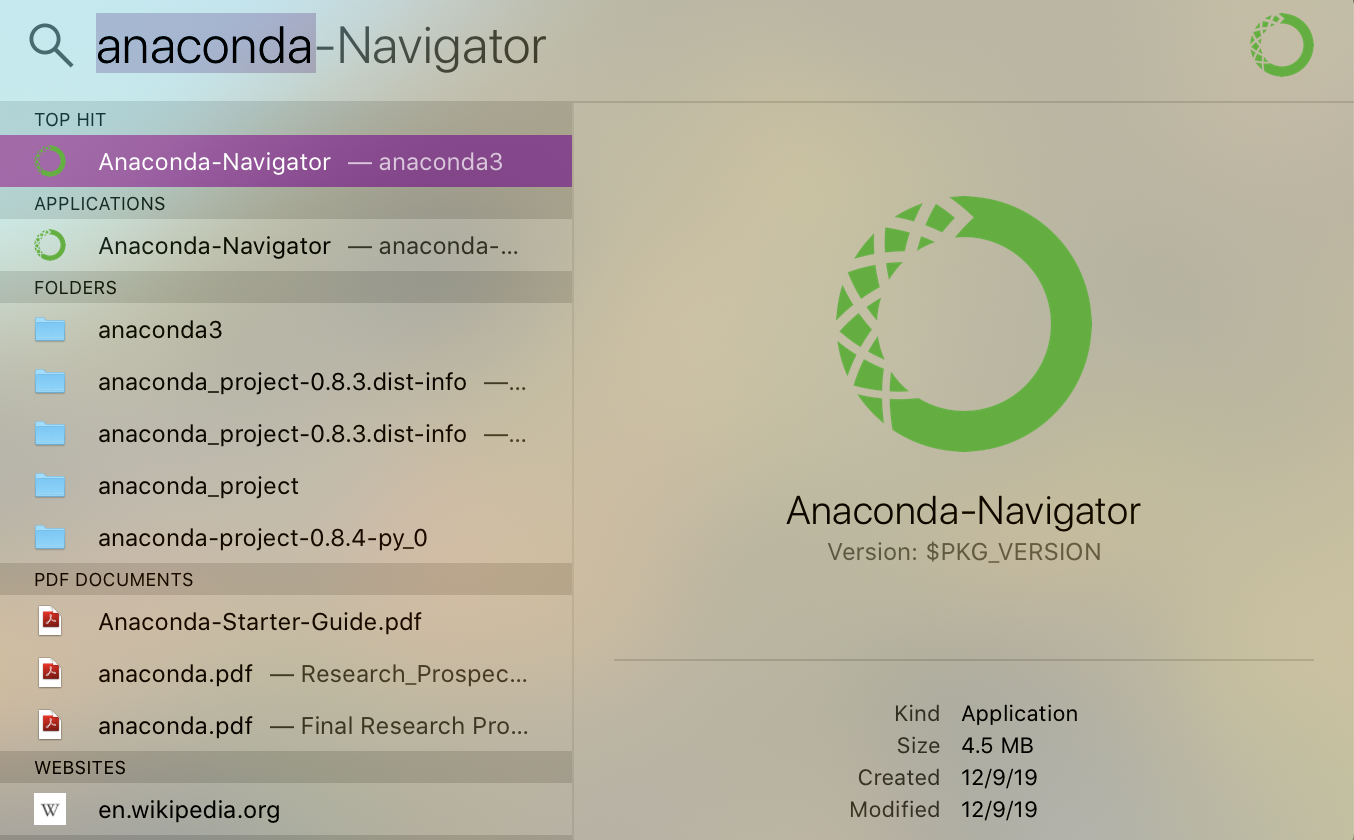 anaconda-Navigator
TOP HIT
Anaconda-Navigator — anaconda3
APPLICATIONS
Anaconda-Navigator — anaconda-...
FOLDERS
anaconda3
anaconda_project-0.8.3.dist-info —...
anaconda_project-0.8.3.dist-info —...
anaconda_project
anaconda-project-0.8.4-py_0
PDF DOCUMENTS
Anaconda-Starter-Guide.pdf
anaconda.pdf — Research_Prospec...
anaconda.pdf — Final Research Pro...
WEBSITES
W en.wikipedia.org
Anaconda-Navigator
Version: $PKG_VERSION
Kind Application
Size 4.5 MB
Created 12/9/19
Modified 12/9/19